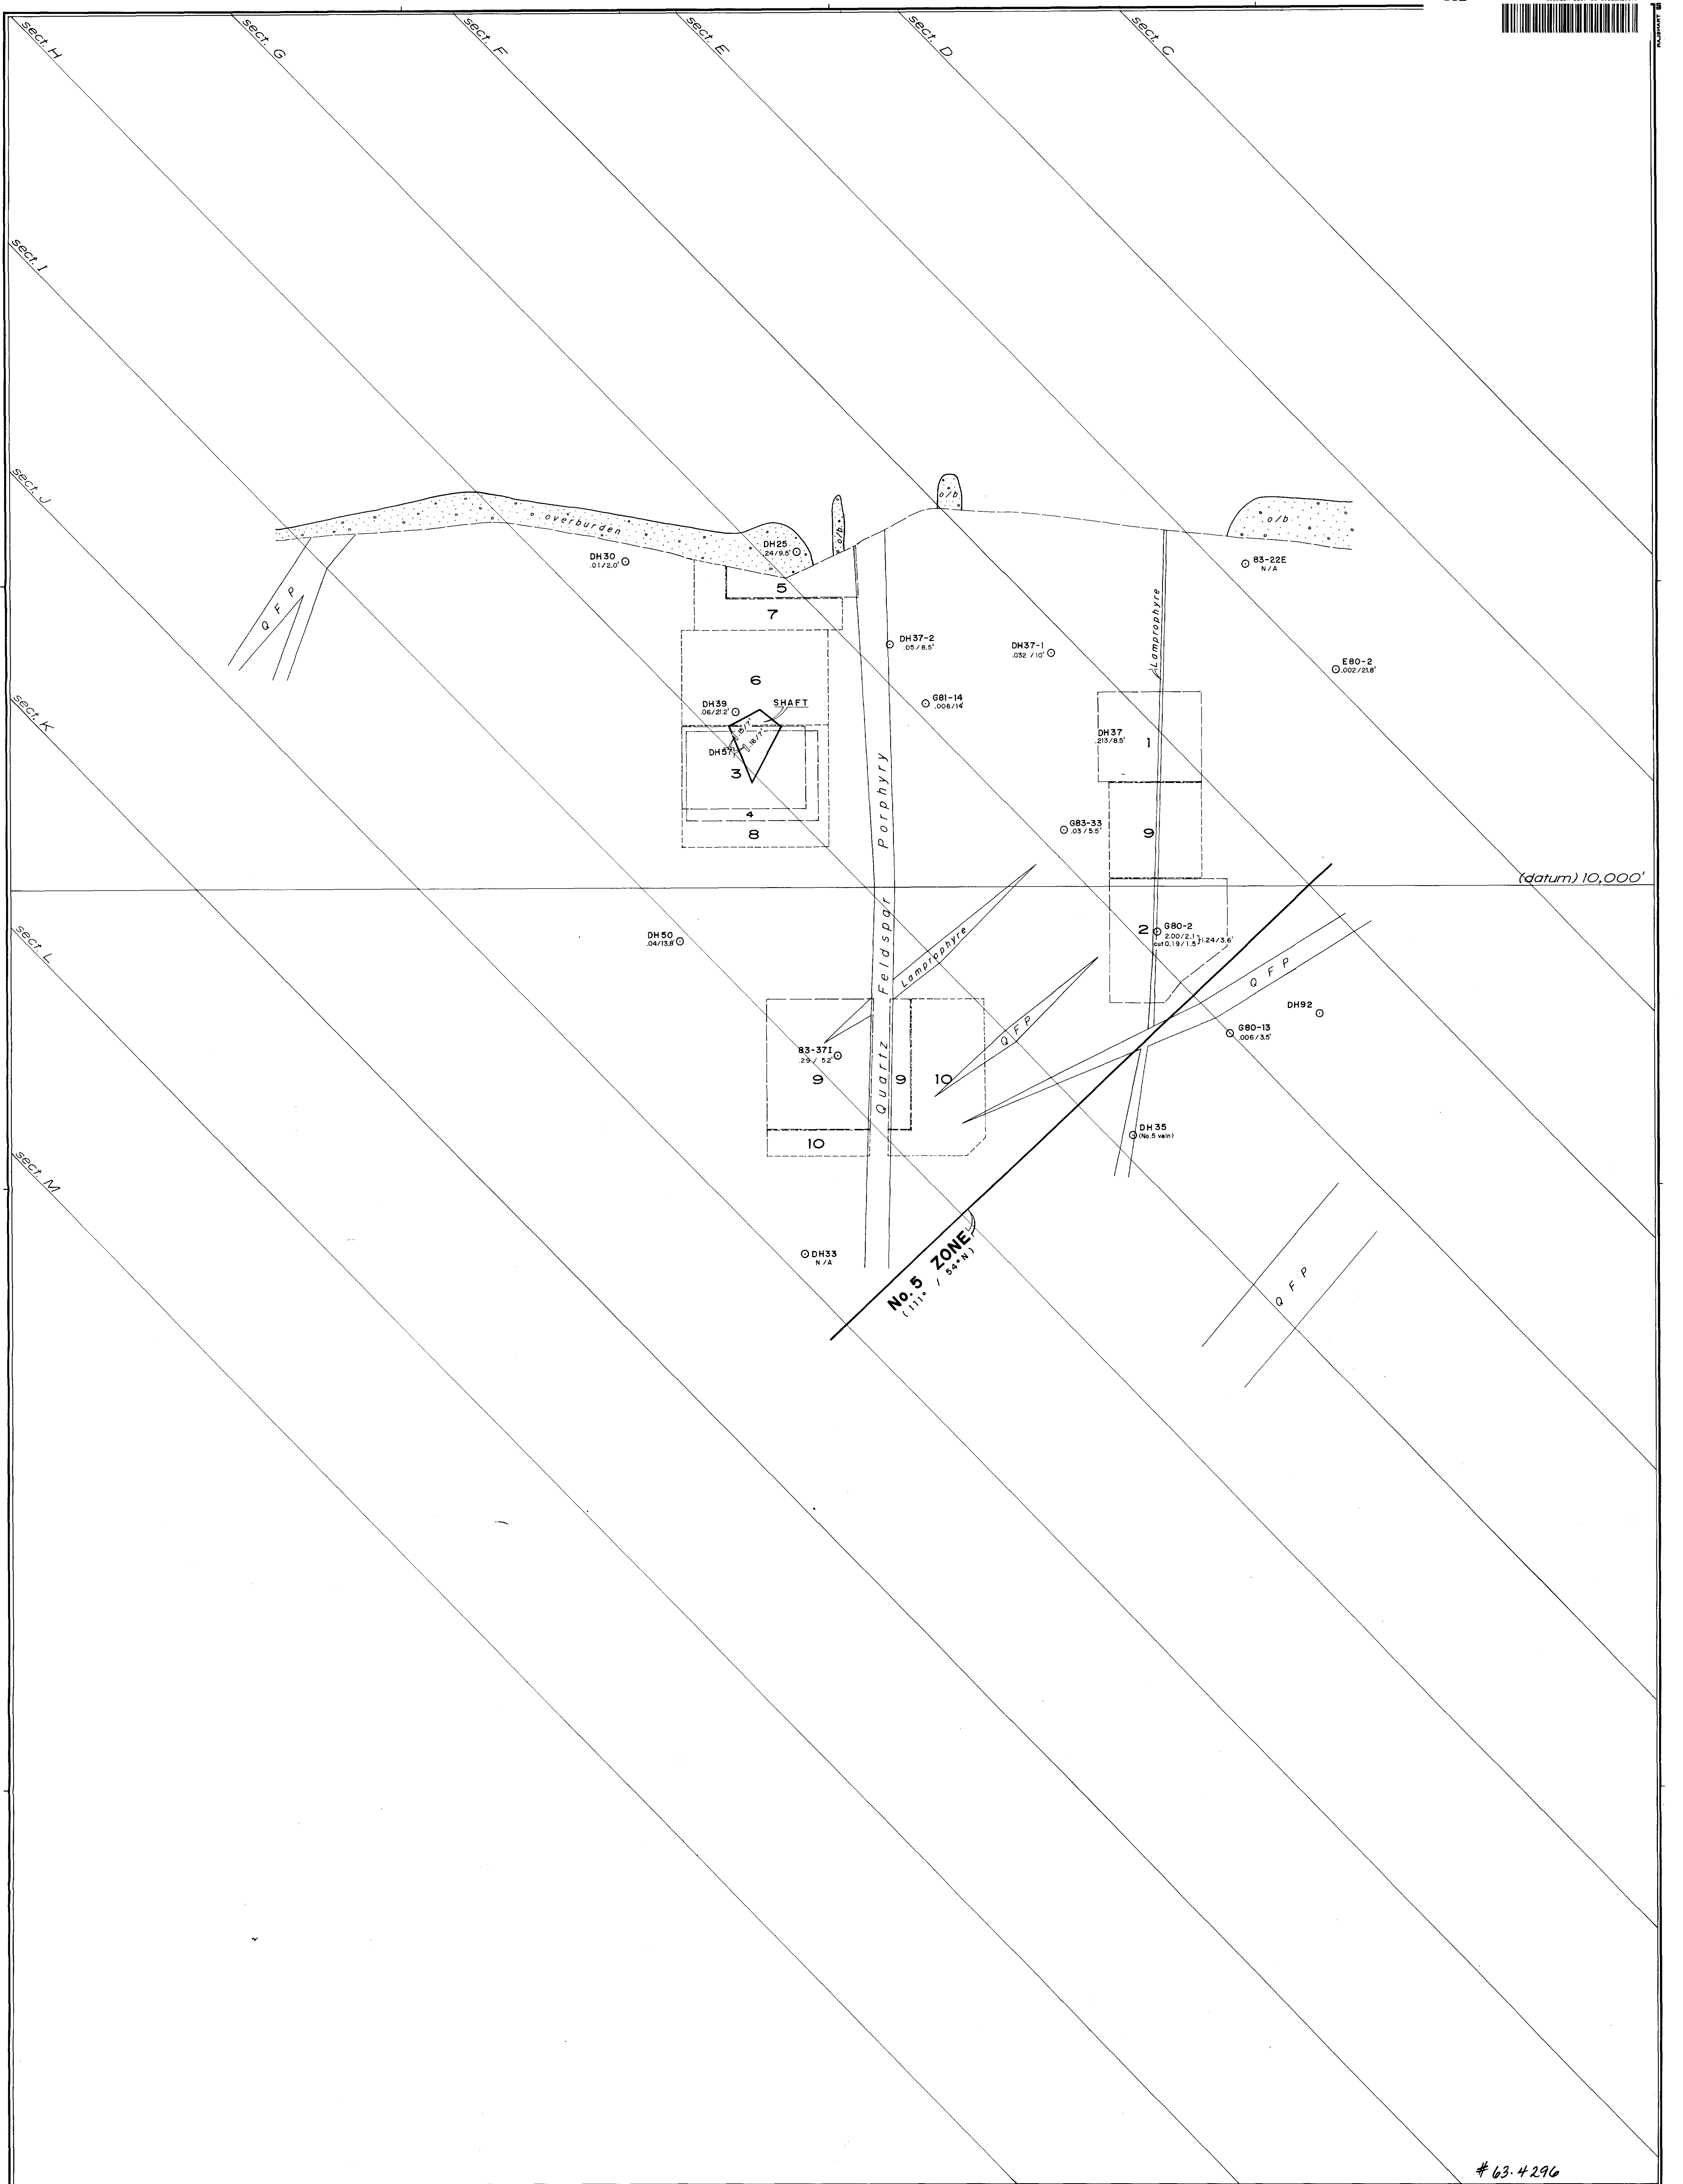 sect. H
sect. G
sect. F
sect. E
sect. D
sect. C
sect. I
sect. J
sect. K
sect. L
sect. M
overburden
o/b
o/b
o/b
Q F P
DH30
.01/2.0'
DH25
.24/9.5'
5
7
6
83-22E
N/A
DH37-2
.05/8.5'
DH37-1
.032/10'
Lamprophyre
E80-2
.002/21.8'
DH39
.06/21.2'
SHAFT
.15/7'
.16/7'
DH57
3
4
8
G81-14
.006/14'
DH37
.213/8.5'
1
G83-33
.03/5.5'
9
Quartz Feldspar Porphyry
(datum) 10,000'
DH50
.04/13.8'
Lamprophyre
2
G80-2
2.00/2.1
cut 0.19/1.5'
1.24/3.6'
Q F P
Q F P
DH92
G80-13
.006/3.5'
83-37I
.29/52'
9
9
10
10
DH35
(No.5 vein)
DH33
N/A
No. 5 ZONE
(111° / 54°N)
Q F P
# 63.4296